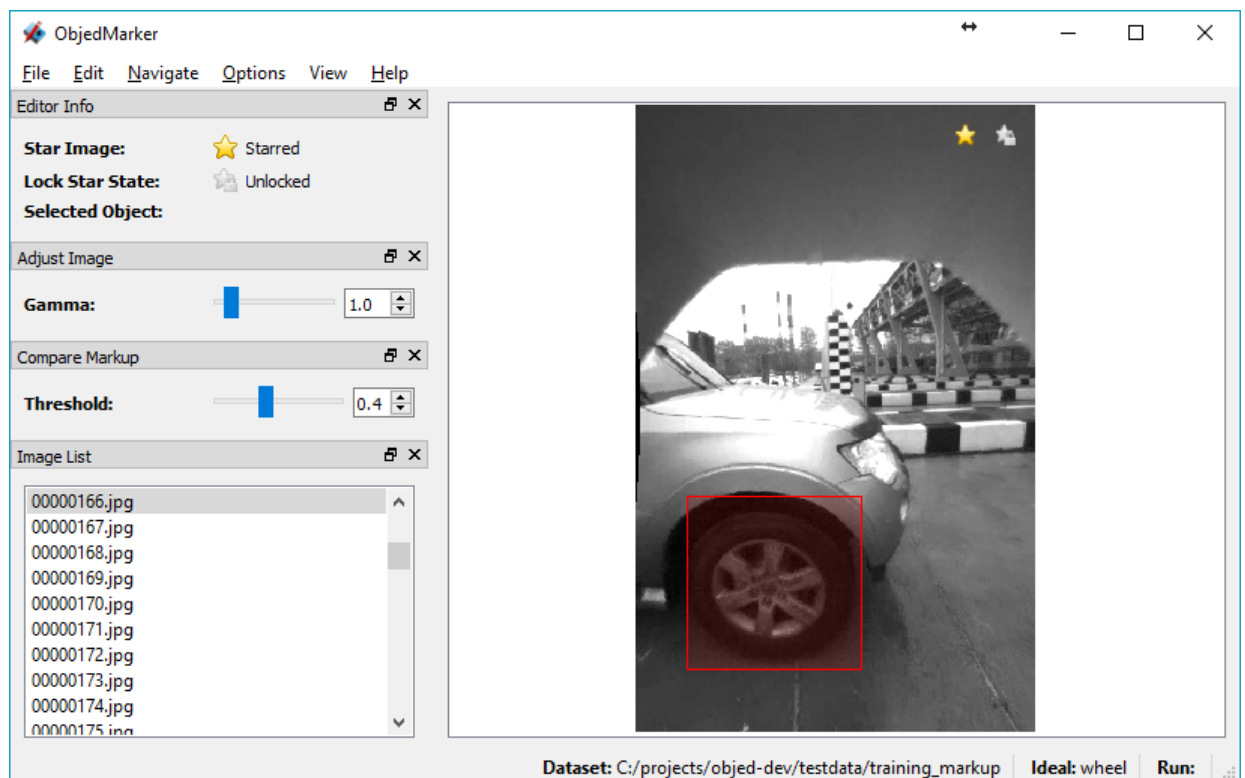 ObjedMarker
File Edit Navigate Options View Help
Editor Info
Star Image: Starred
Lock Star State: Unlocked
Selected Object:
Adjust Image
Gamma: 1.0
Compare Markup
Threshold: 0.4
Image List
00000166.jpg
00000167.jpg
00000168.jpg
00000169.jpg
00000170.jpg
00000171.jpg
00000172.jpg
00000173.jpg
00000174.jpg
00000175.jpg
Dataset: C:/projects/objed-dev/testdata/training_markup Ideal: wheel Run: